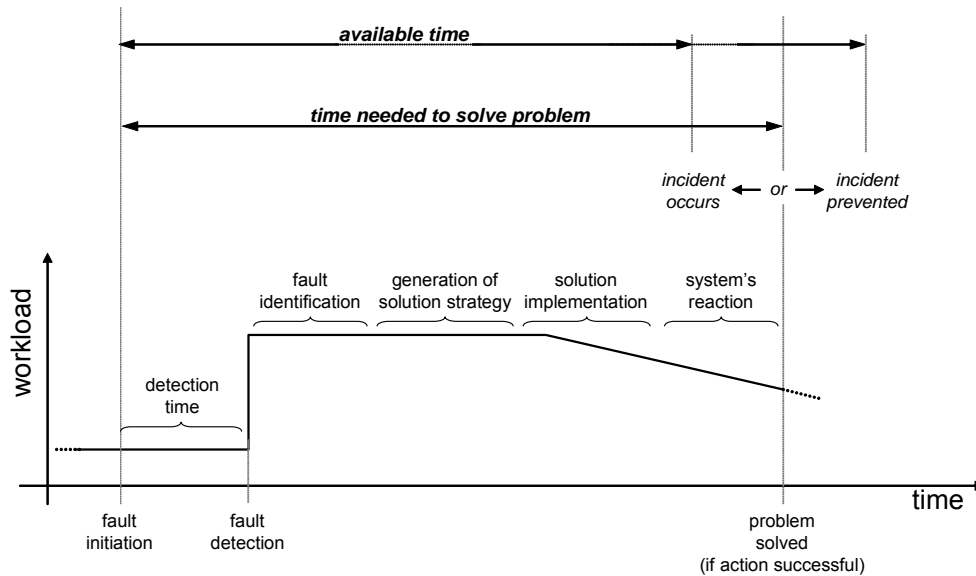 available time
time needed to solve problem
incident
occurs
or
incident
prevented
workload
fault
identification
generation of
solution strategy
solution
implementation
system's
reaction
detection
time
time
fault
initiation
fault
detection
problem
solved
(if action successful)